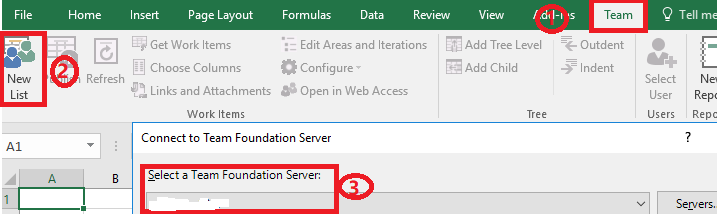 File Home Insert Page Layout Formulas Data Review View Add-ins Team Tell me
1
New List
2
Refresh
Get Work Items
Choose Columns
Links and Attachments
Edit Areas and Iterations
Configure
Open in Web Access
Work Items
Add Tree Level
Add Child
Outdent
Indent
Tree
Select User
Users
New
A1
A B
1
Connect to Team Foundation Server ?
Select a Team Foundation Server:
3
Servers.